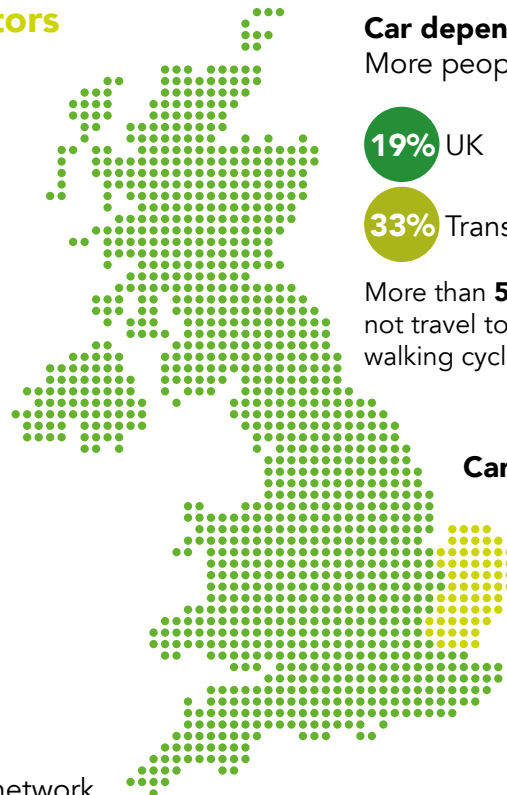 tors
Car depen
More peop
19% UK
33% Trans
More than 5
not travel to
walking cycl
Car
network